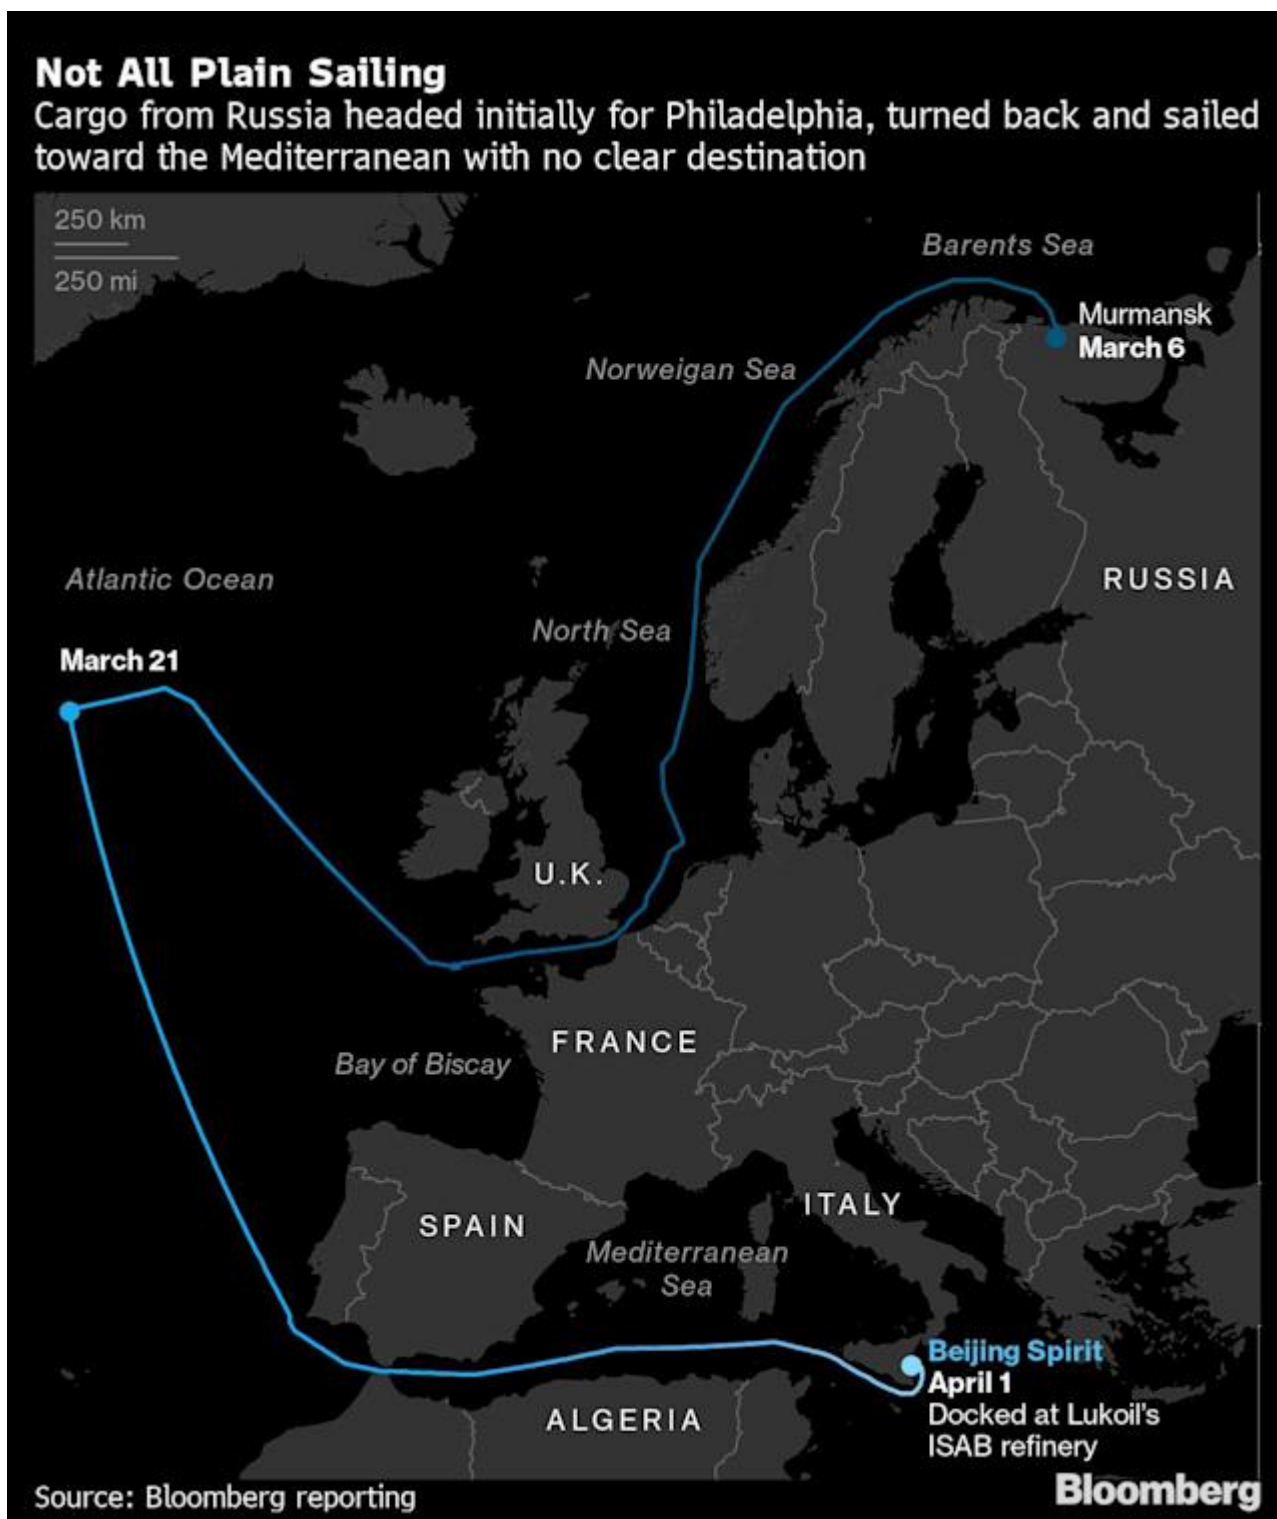 Not All Plain Sailing
Cargo from Russia headed initially for Philadelphia, turned back and sailed
toward the Mediterranean with no clear destination
250 km
250 mi
Barents Sea
Murmansk
March 6
Norweigan Sea
Atlantic Ocean
RUSSIA
North Sea
March 21
U.K.
FRANCE
Bay of Biscay
ITALY
SPAIN
Mediterranean
Sea
Beijing Spirit
April 1
Docked at Lukoil's
ISAB refinery
ALGERIA
Source: Bloomberg reporting
Bloomberg